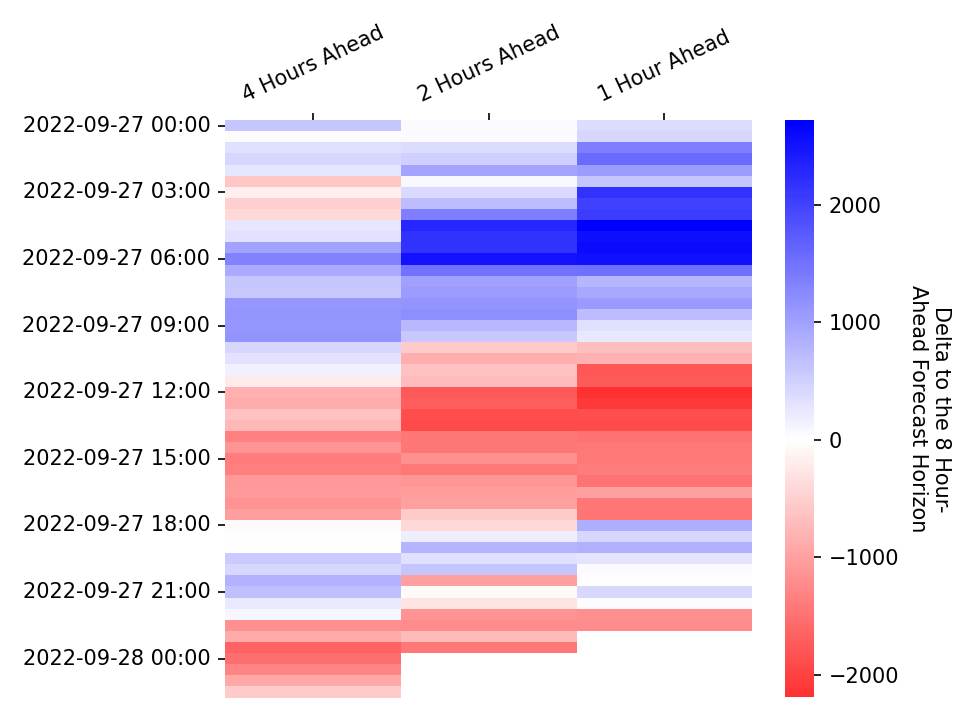 4 Hours Ahead
2 Hours Ahead
1 Hour Ahead
2022-09-27 00:00
2022-09-27 03:00
2022-09-27 06:00
2022-09-27 09:00
2022-09-27 12:00
2022-09-27 15:00
2022-09-27 18:00
2022-09-27 21:00
2022-09-28 00:00
2000
1000
0
−1000
−2000
Delta to the 8 Hour-
Ahead Forecast Horizon